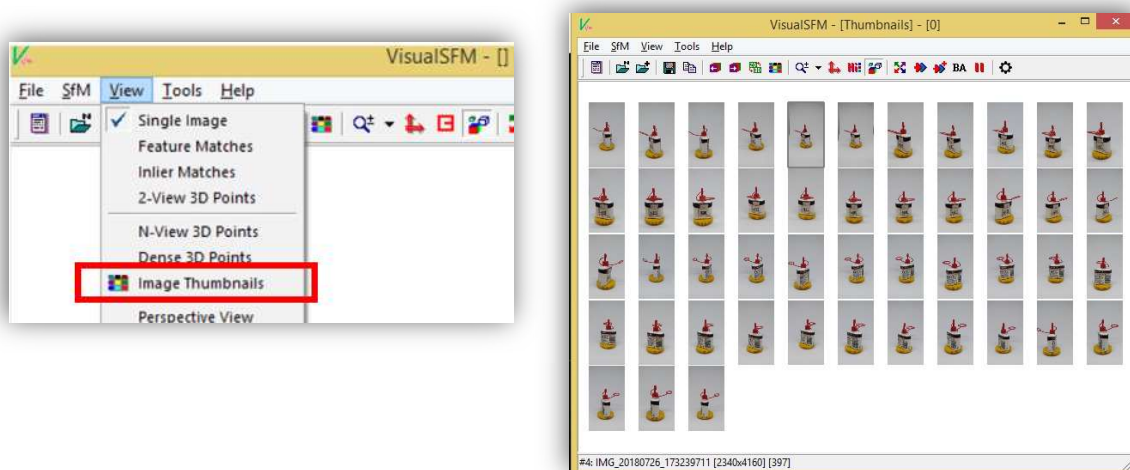 VisualSFM - []
File SfM View Tools Help
Single Image
Feature Matches
Inlier Matches
2-View 3D Points
N-View 3D Points
Dense 3D Points
Image Thumbnails
Perspective View
VisualSFM - [Thumbnails] - [0]
File SfM View Tools Help
BA
#4: IMG_20180726_173239711 [2340x4160] [397]